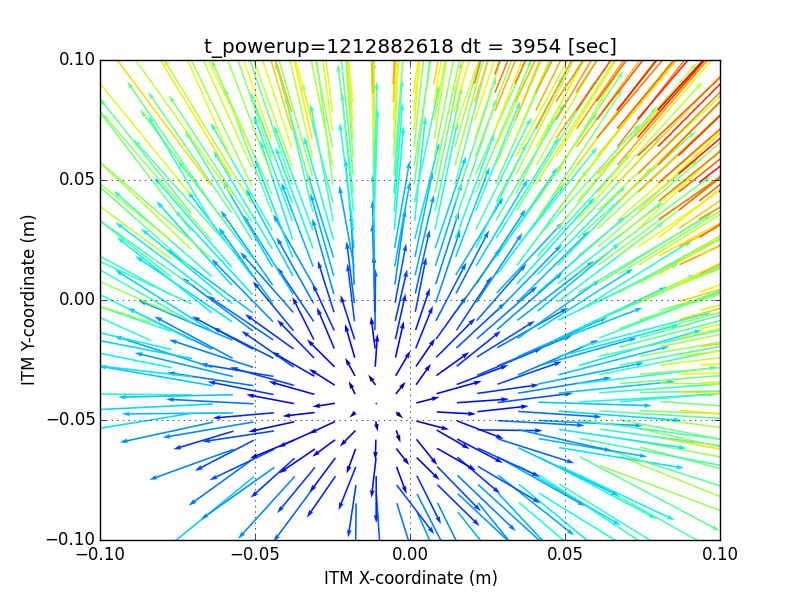 t_powerup=1212882618 dt = 3954 [sec]
0.10
0.05
0.00
−0.05
−0.10
ITM Y-coordinate (m)
−0.10 −0.05 0.00 0.05 0.10
ITM X-coordinate (m)